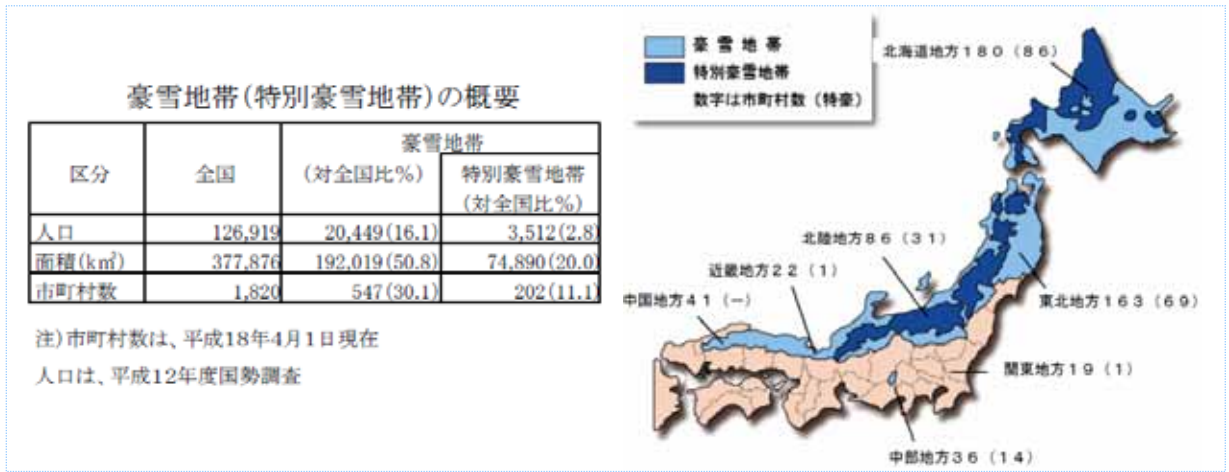 豪雪地帯(特別豪雪地帯)の概要
区分 全国 豪雪地帯
(対全国比%) 特別豪雪地帯
(対全国比%)
人口 126,919 20,449(16.1) 3,512(2.8)
面積(km²) 377,876 192,019(50.8) 74,890(20.0)
市町村数 1,820 547(30.1) 202(11.1)
注)市町村数は、平成18年4月1日現在
人口は、平成12年度国勢調査
豪雪地帯
特別豪雪地帯
数字は市町村数(特豪)
北海道地方180(86)
北陸地方86(31)
近畿地方22(1)
中国地方41(−)
東北地方163(69)
関東地方19(1)
中部地方36(14)